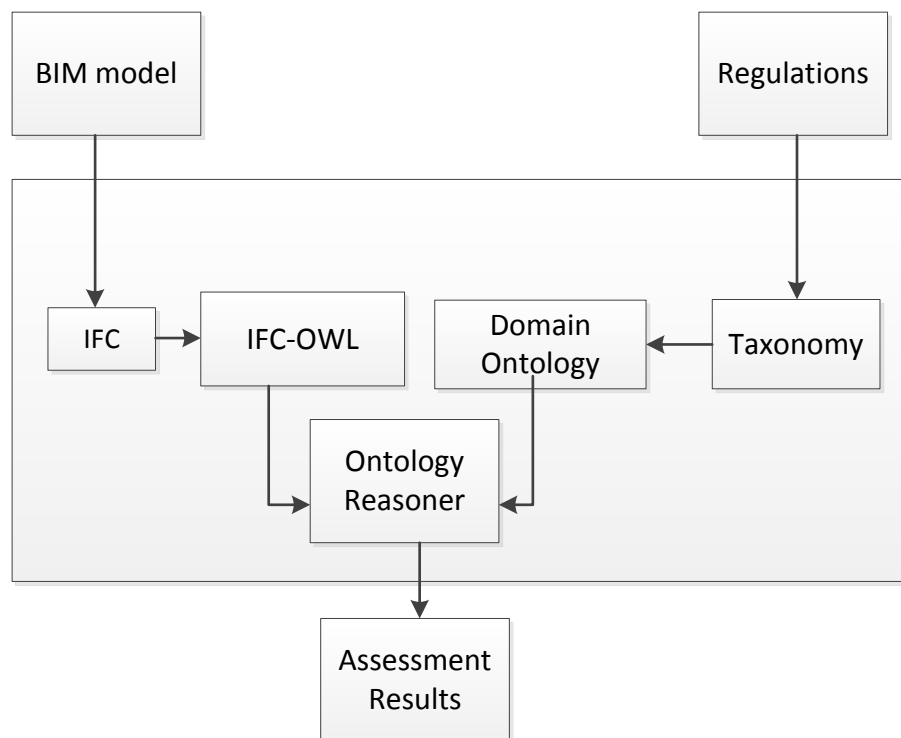 BIM model
Regulations
IFC
IFC-OWL
Domain
Ontology
Taxonomy
Ontology
Reasoner
Assessment
Results